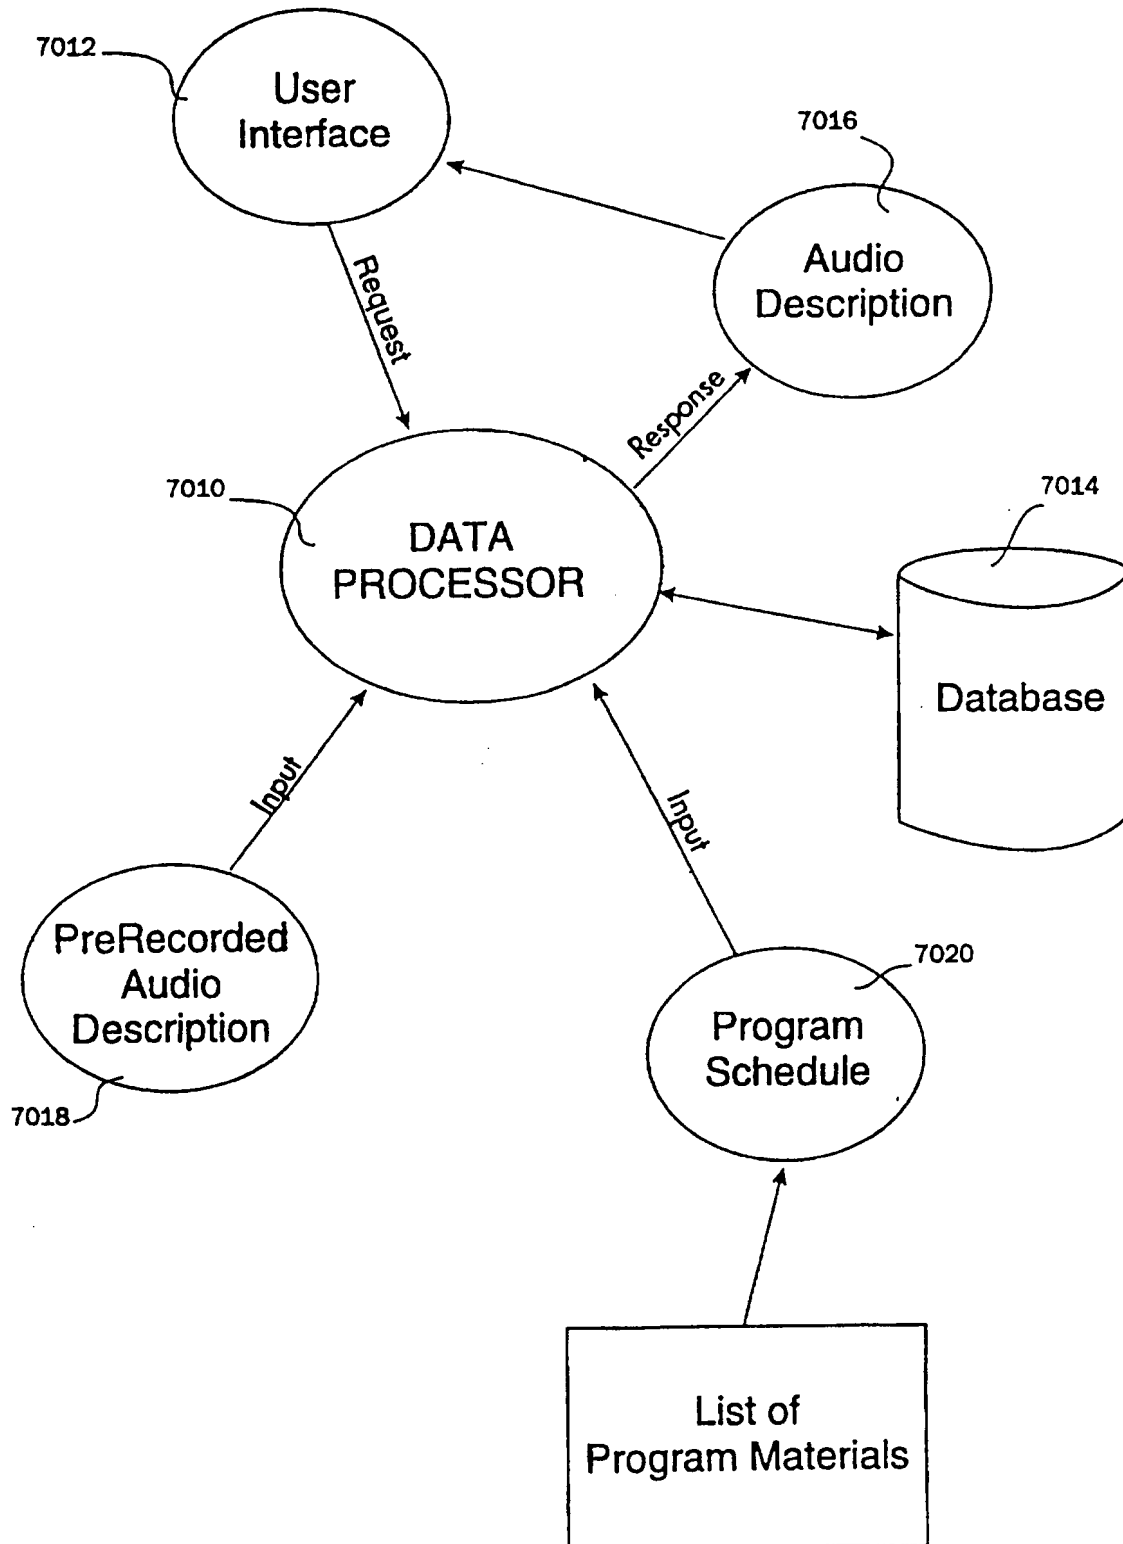 7012
User
Interface
7016
Audio
Description
Request
Response
7010
DATA
PROCESSOR
7014
Database
Input
Input
PreRecorded
Audio
Description
7018
7020
Program
Schedule
List of
Program Materials